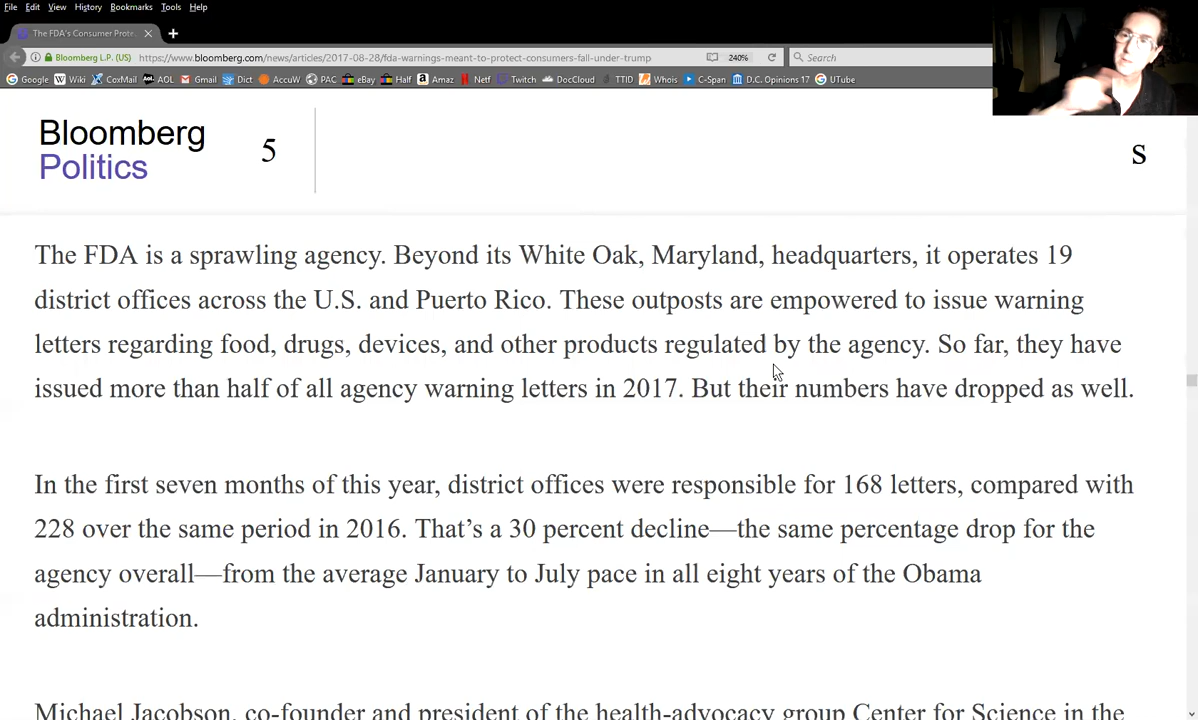 File Edit View History Bookmarks Tools Help
The FDA's Consumer Prote
Bloomberg L.P. (US) https://www.bloomberg.com/news/articles/2017-08-28/fda-warnings-meant-to-protect-consumers-fall-under-trump 240% Search
Google Wiki CoxMail AOL Gmail Dict AccuW PAC eBay Half Amaz Netf Twitch DocCloud TTID Whois C-Span D.C. Opinions 17 UTube
Bloomberg
Politics
5
s
The FDA is a sprawling agency. Beyond its White Oak, Maryland, headquarters, it operates 19
district offices across the U.S. and Puerto Rico. These outposts are empowered to issue warning
letters regarding food, drugs, devices, and other products regulated by the agency. So far, they have
issued more than half of all agency warning letters in 2017. But their numbers have dropped as well.
In the first seven months of this year, district offices were responsible for 168 letters, compared with
228 over the same period in 2016. That’s a 30 percent decline—the same percentage drop for the
agency overall—from the average January to July pace in all eight years of the Obama
administration.
Michael Jacobson, co-founder and president of the health-advocacy group Center for Science in the